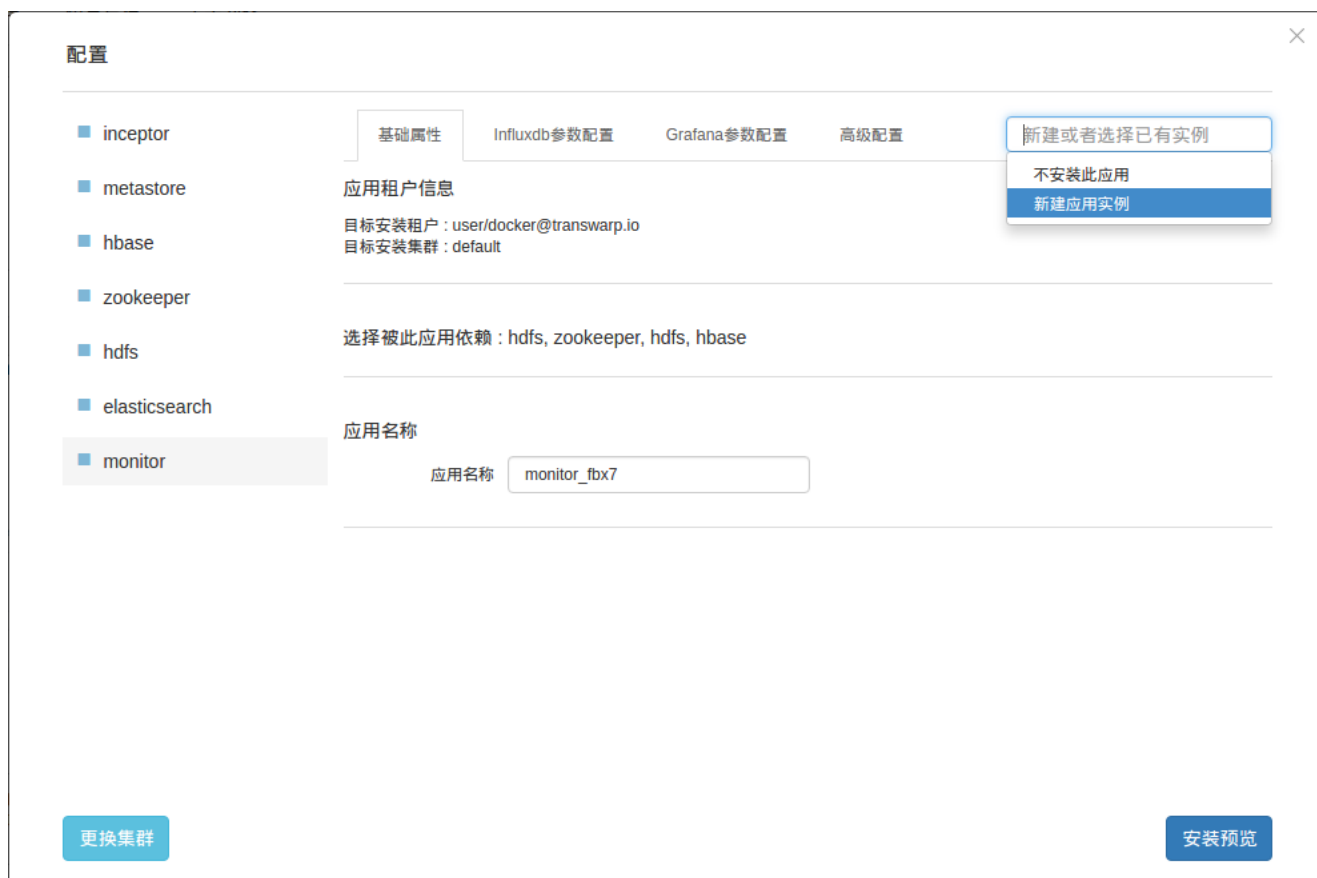 配置
inceptor
metastore
hbase
zookeeper
hdfs
elasticsearch
monitor
基础属性 Influxdb参数配置 Grafana参数配置 高级配置
新建或者选择已有实例
不安装此应用
新建应用实例
应用租户信息
目标安装租户 : user/docker@transwarp.io
目标安装集群 : default
选择被此应用依赖 : hdfs, zookeeper, hdfs, hbase
应用名称
应用名称 monitor_fbx7
更换集群 安装预览